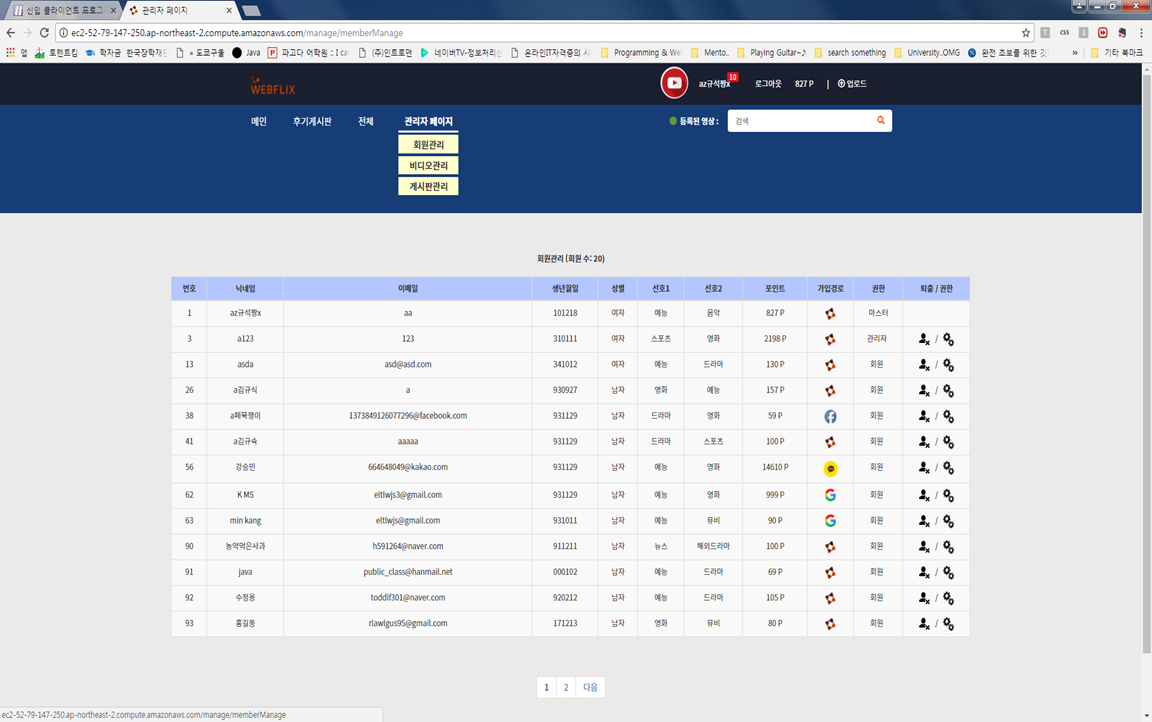 신입 클라이언트 프로그 관리자 페이지
ec2-52-79-147-250.ap-northeast-2.compute.amazonaws.com/manage/memberManage
앱 토렌트킴 학자금 한국장학재단 » 도쿄구울 Java 파고다 어학원 :: I ca (주)인트로맨 네이버TV-정보처리산 온라인IT자격증의 시 Programming & We Mento.. Playing Guitar~♪ search something University..OMG 완전 초보를 위한 깃 » 기타 북마크
WEBFLIX az규석짱x 10 로그아웃 827 P | 업로드
메인 후기게시판 전체 관리자 페이지 등록된 영상 : 검색
회원관리
비디오관리
게시판관리
회원관리 (회원 수: 20)
번호 닉네임 이메일 생년월일 성별 선호1 선호2 포인트 가입경로 권한 퇴출 / 권한
1 az규석짱x aa 101218 여자 예능 음악 827 P 마스터
3 a123 123 310111 여자 스포츠 영화 2198 P 관리자 /
13 asda asd@asd.com 341012 여자 예능 드라마 130 P 회원 /
26 a김규식 a 930927 남자 영화 예능 157 P 회원 /
38 a페북쟁이 1373849126077296@facebook.com 931129 남자 드라마 영화 59 P 회원 /
41 a김규슥 aaaaa 931129 남자 드라마 스포츠 100 P 회원 /
56 강승민 664648049@kakao.com 931129 남자 예능 영화 14610 P 회원 /
62 K MS eltlwjs3@gmail.com 931129 남자 예능 영화 999 P 회원 /
63 min kang eltlwjs@gmail.com 931011 남자 예능 뮤비 90 P 회원 /
90 농약먹은사과 h591264@naver.com 911211 남자 뉴스 해외드라마 100 P 회원 /
91 java public_class@hanmail.net 000102 남자 예능 드라마 69 P 회원 /
92 수정용 toddlf301@naver.com 920212 남자 예능 드라마 105 P 회원 /
93 홍길동 rlawlgus95@gmail.com 171213 남자 영화 뮤비 80 P 회원 /
1 2 다음
ec2-52-79-147-250.ap-northeast-2.compute.amazonaws.com/manage/memberManage